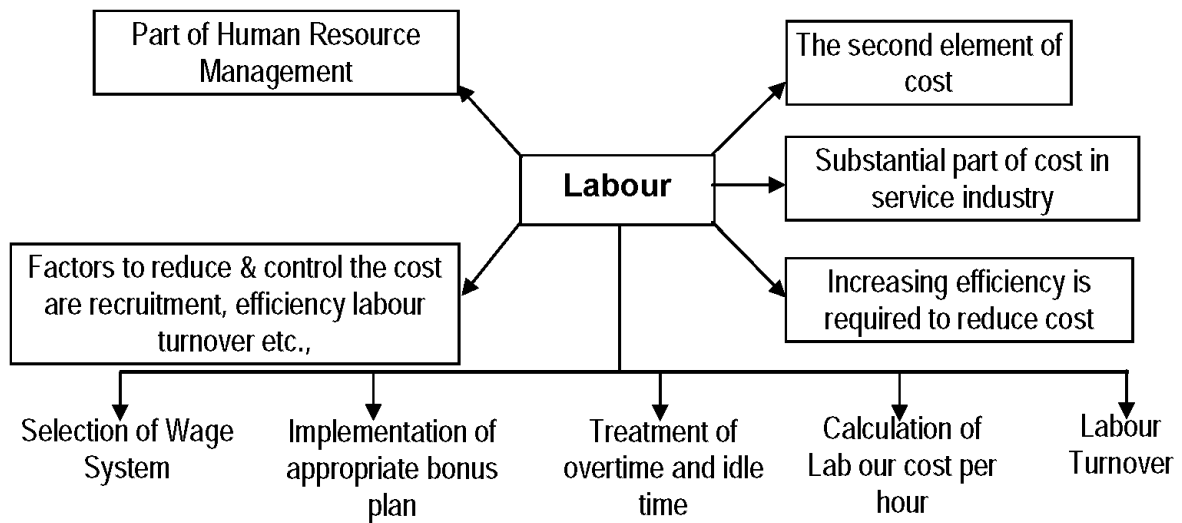 Part of Human Resource
Management
The second element of
cost
Labour
Substantial part of cost in
service industry
Factors to reduce & control the cost
are recruitment, efficiency labour
turnover etc.,
Increasing efficiency is
required to reduce cost
Selection of Wage
System
Implementation of
appropriate bonus
plan
Treatment of
overtime and idle
time
Calculation of
Lab our cost per
hour
Labour
Turnover